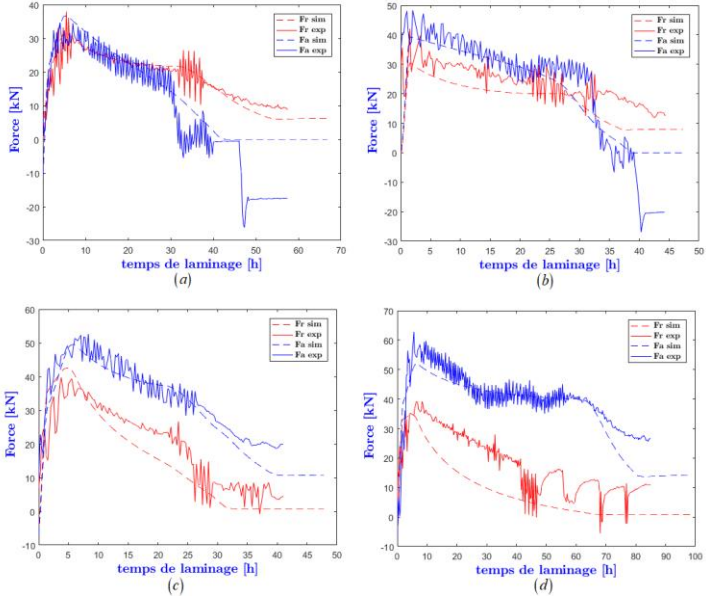 Force [kN]
40
30
20
10
0
-10
-20
-30
0 10 20 30 40 50 60 70
temps de laminage [h]
Fr sim
Fr exp
Fa sim
Fa exp
(a)
Force [kN]
50
40
30
20
10
0
-10
-20
-30
0 5 10 15 20 25 30 35 40 45 50
temps de laminage [h]
Fr sim
Fr exp
Fa sim
Fa exp
(b)
Force [kN]
60
50
40
30
20
10
0
-10
0 5 10 15 20 25 30 35 40 45 50
temps de laminage [h]
Fr sim
Fr exp
Fa sim
Fa exp
(c)
Force [kN]
70
60
50
40
30
20
10
0
-10
0 10 20 30 40 50 60 70 80 90 100
temps de laminage [h]
Fr sim
Fr exp
Fa sim
Fa exp
(d)